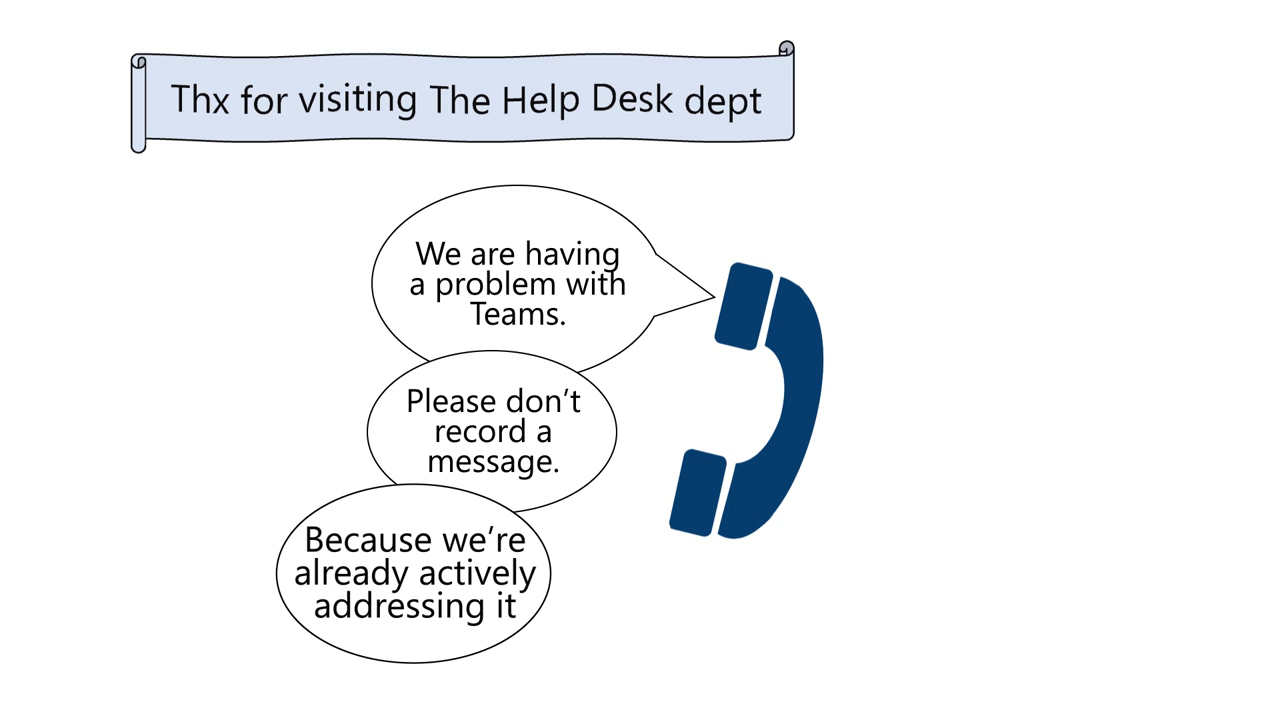 Thx for visiting The Help Desk dept
We are having
a problem with
Teams.
Please don’t
record a
message.
Because we’re
already actively
addressing it